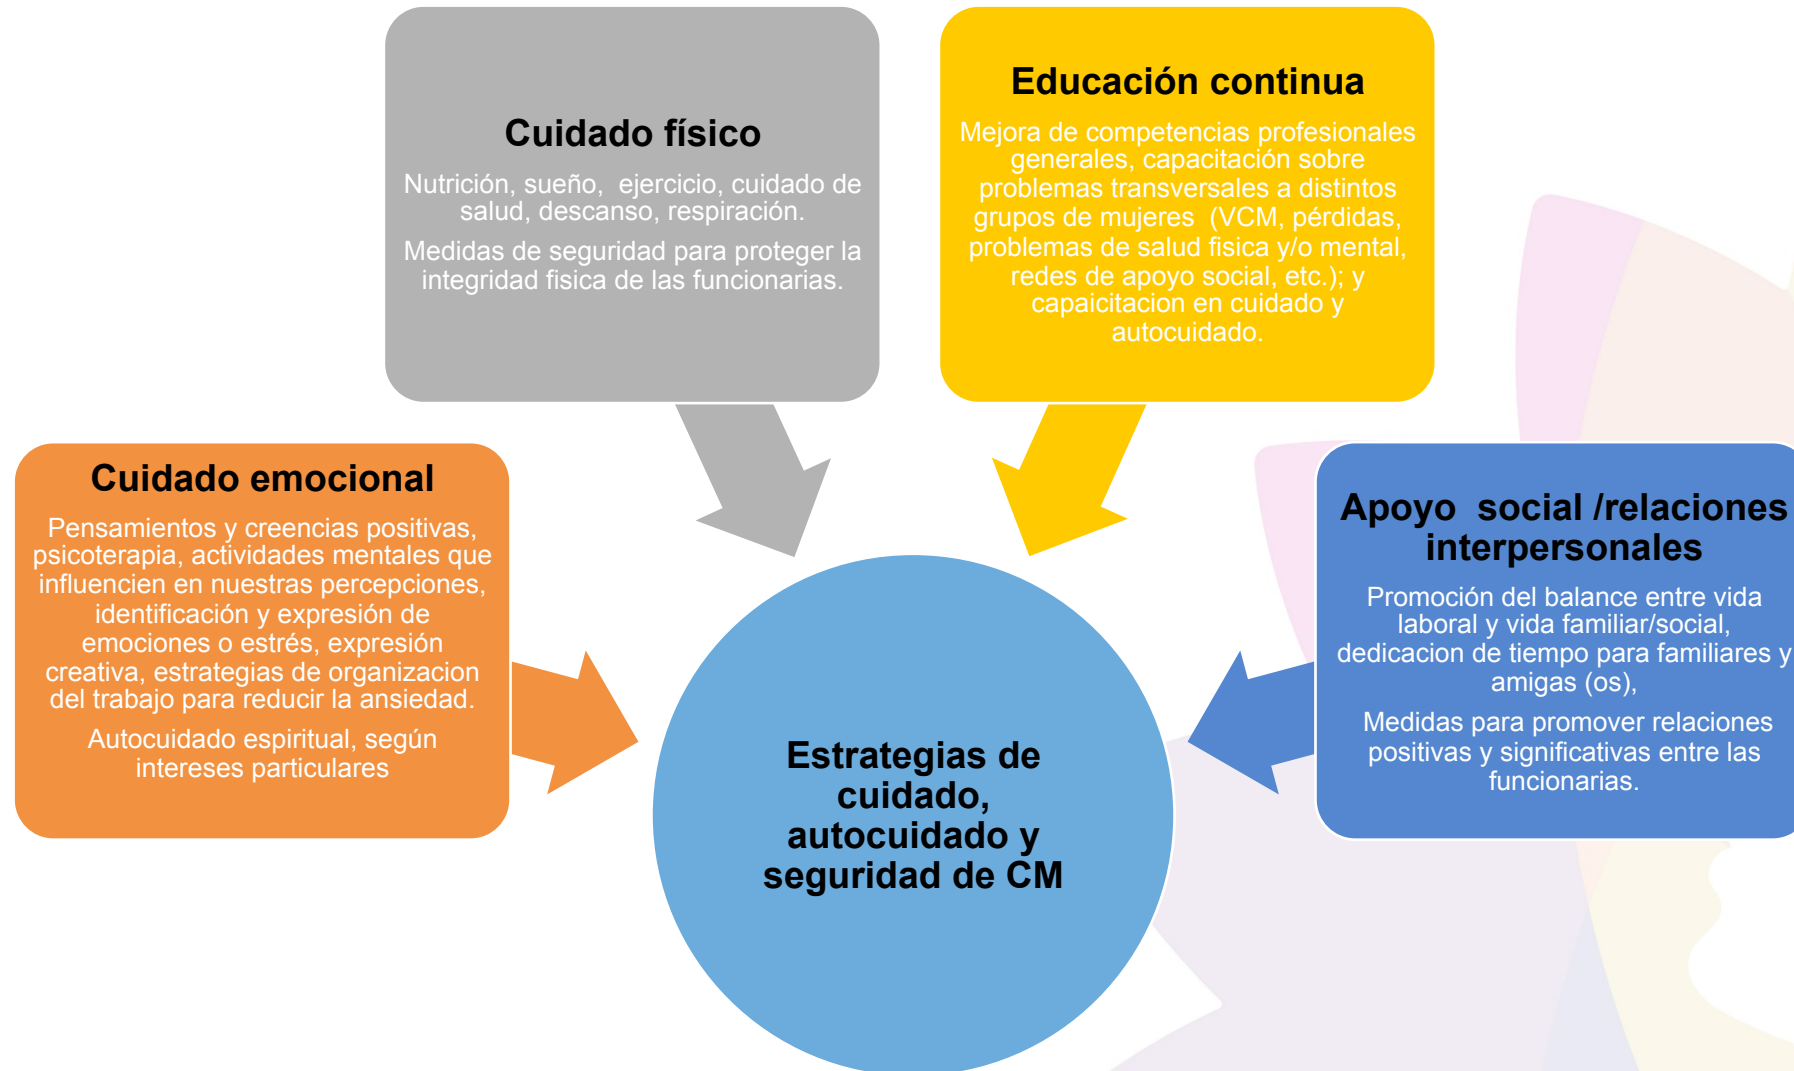 Cuidado físico
Nutrición, sueño, ejercicio, cuidado de
salud, descanso, respiración.
Medidas de seguridad para proteger la
integridad fisica de las funcionarias.
Educación continua
Mejora de competencias profesionales
generales, capacitación sobre
problemas transversales a distintos
grupos de mujeres (VCM, pérdidas,
problemas de salud física y/o mental,
redes de apoyo social, etc.); y
capaicitacion en cuidado y
autocuidado.
Cuidado emocional
Pensamientos y creencias positivas,
psicoterapia, actividades mentales que
influencien en nuestras percepciones,
identificación y expresión de
emociones o estrés, expresión
creativa, estrategias de organizacion
del trabajo para reducir la ansiedad.
Autocuidado espiritual, según
intereses particulares
Apoyo social /relaciones
interpersonales
Promoción del balance entre vida
laboral y vida familiar/social,
dedicacion de tiempo para familiares y
amigas (os),
Medidas para promover relaciones
positivas y significativas entre las
funcionarias.
Estrategias de
cuidado,
autocuidado y
seguridad de CM